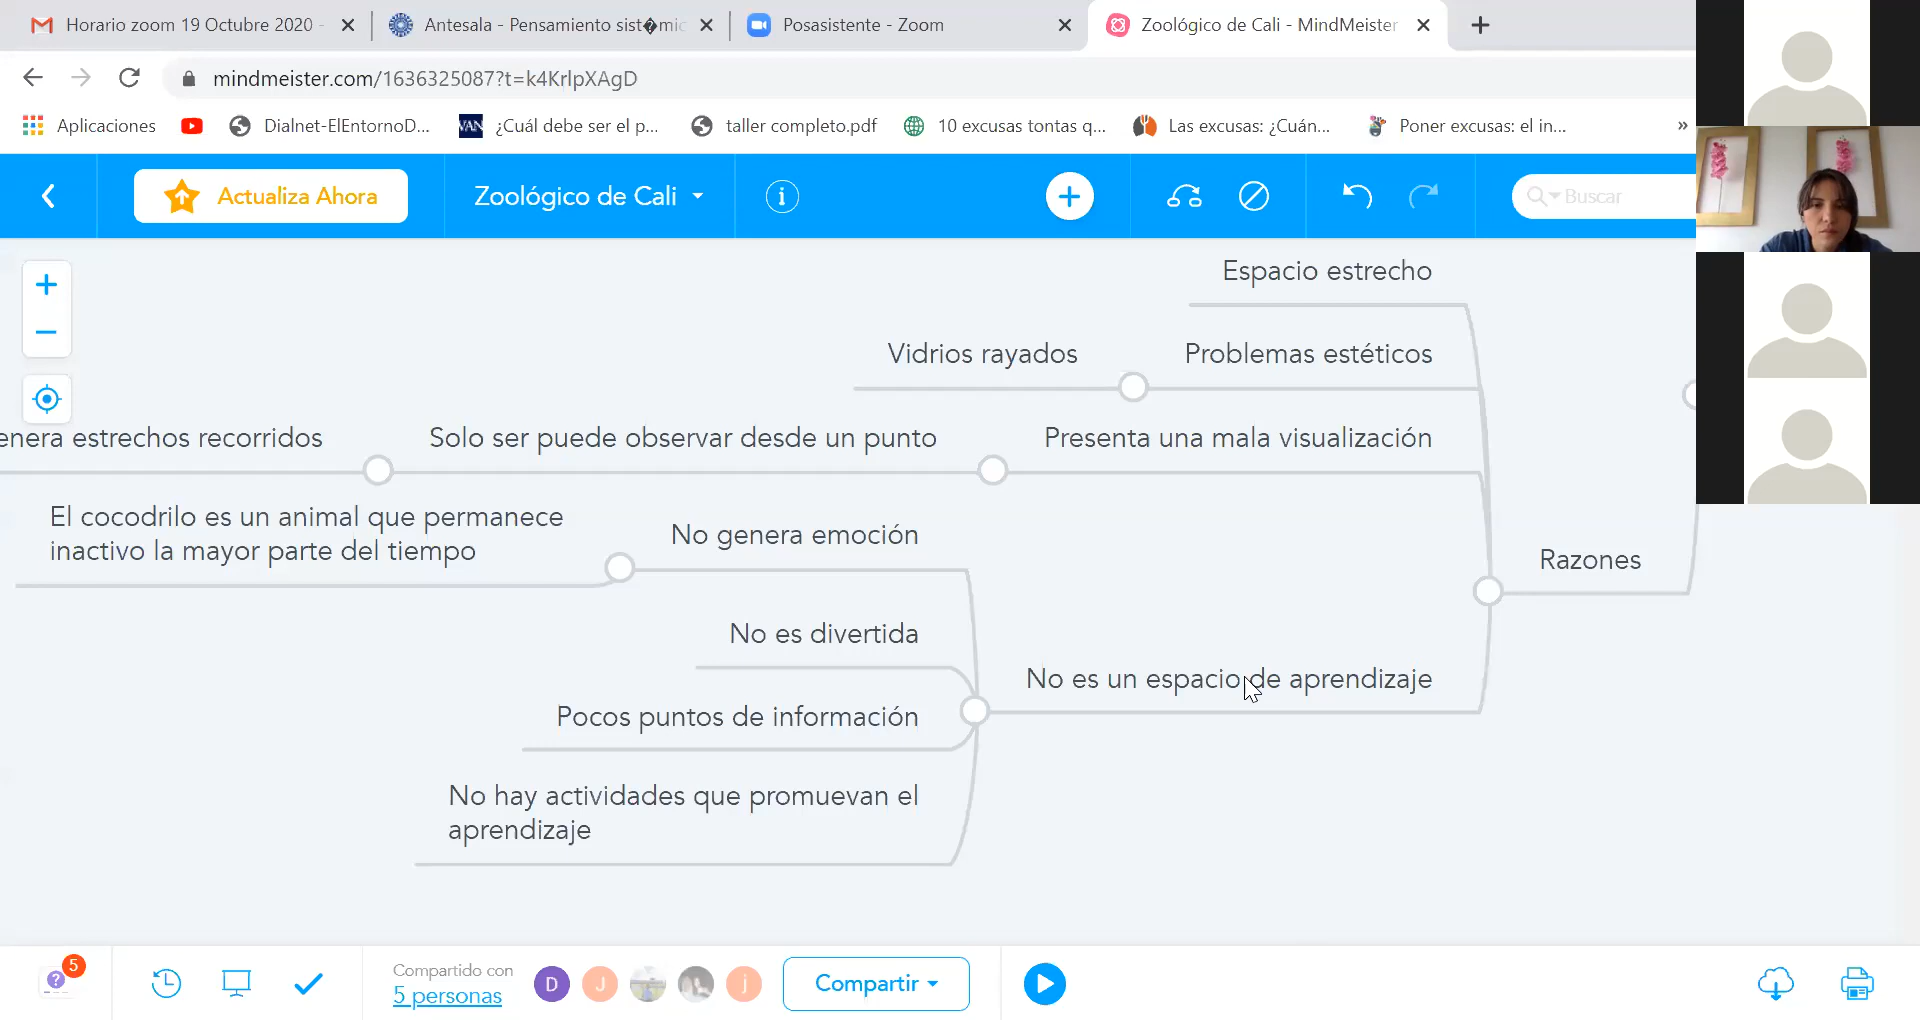 Horario zoom 19 Octubre 2020 -
Antesala - Pensamiento sist�mic
Posasistente - Zoom
Zoológico de Cali - MindMeister
mindmeister.com/1636325087?t=k4KrlpXAgD
Aplicaciones
Dialnet-ElEntornoD...
VAN
¿Cuál debe ser el p...
taller completo.pdf
10 excusas tontas q...
Las excusas: ¿Cuán...
Poner excusas: el in...
»
Actualiza Ahora
Zoológico de Cali
Buscar
Espacio estrecho
Vidrios rayados
Problemas estéticos
enera estrechos recorridos
Solo ser puede observar desde un punto
Presenta una mala visualización
El cocodrilo es un animal que permanece
inactivo la mayor parte del tiempo
No genera emoción
Razones
No es divertida
No es un espacio de aprendizaje
Pocos puntos de información
No hay actividades que promuevan el
aprendizaje
5
Compartido con
5 personas
D
J
j
Compartir